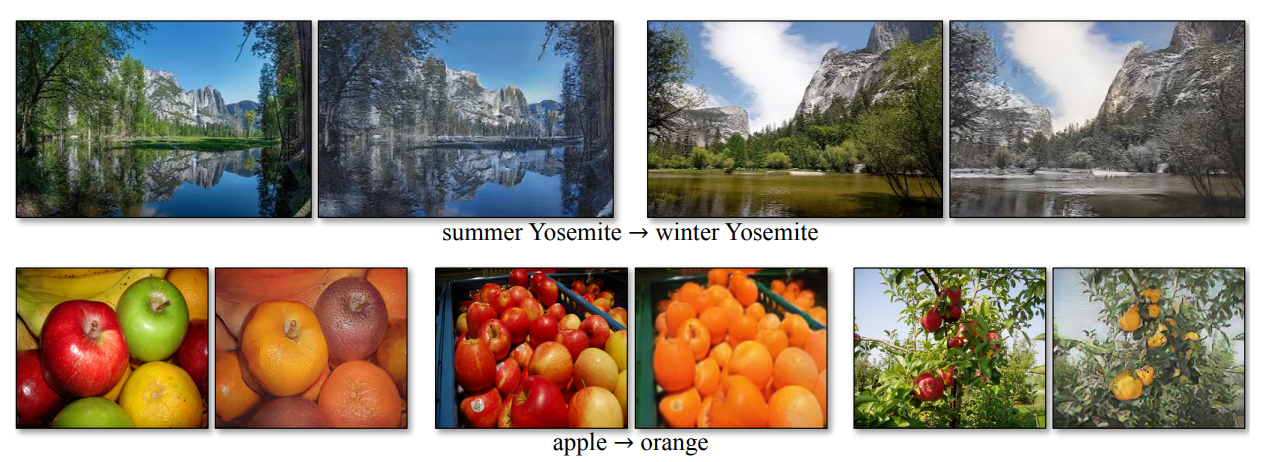 summer Yosemite → winter Yosemite
apple → orange